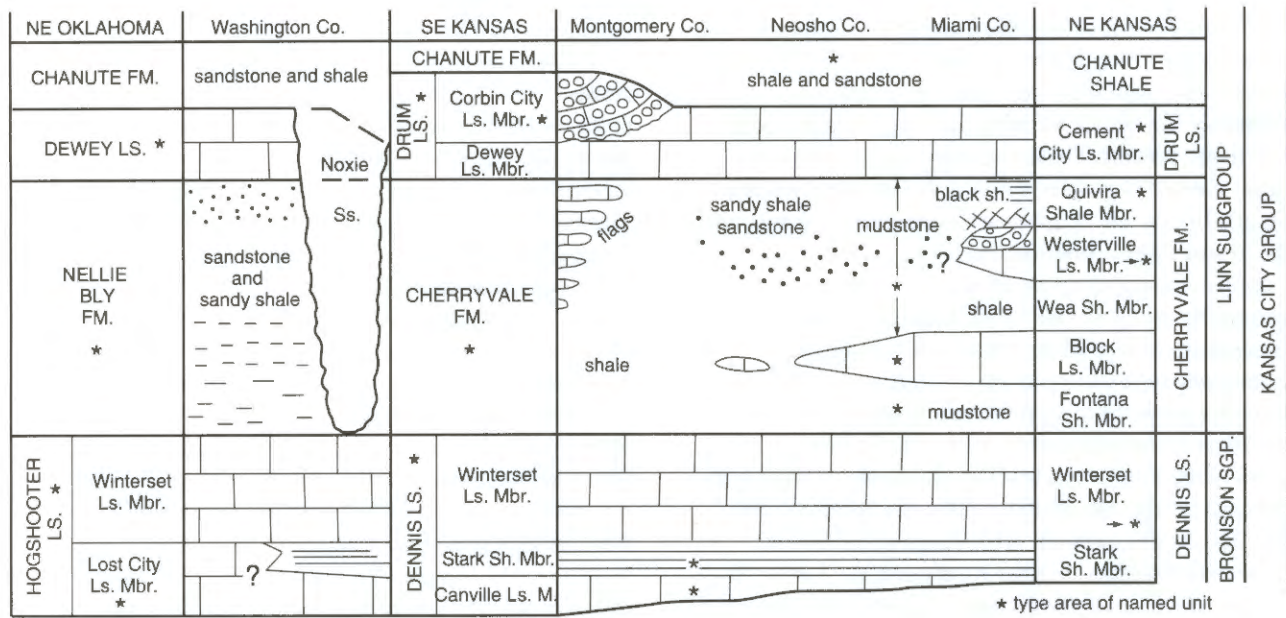 NE OKLAHOMA
Washington Co.
SE KANSAS
Montgomery Co.
Neosho Co.
Miami Co.
NE KANSAS
CHANUTE FM.
sandstone and shale
CHANUTE FM.
*
shale and sandstone
CHANUTE
SHALE
DEWEY LS. *
Noxie
Ss.
DRUM
LS. *
Corbin City
Ls. Mbr. *
Dewey
Ls. Mbr.
Cement *
City Ls. Mbr.
DRUM
LS.
NELLIE
BLY
FM.
*
sandstone
and
sandy shale
CHERRYVALE
FM.
*
flags
shale
sandy shale
sandstone
mudstone
*
?
black sh.
shale
*
*
mudstone
Quivira *
Shale Mbr.
Westerville
Ls. Mbr.→*
Wea Sh. Mbr.
Block
Ls. Mbr.
Fontana
Sh. Mbr.
CHERRYVALE FM.
LINN SUBGROUP
KANSAS CITY GROUP
HOGSHOOTER
LS. *
Winterset
Ls. Mbr.
Lost City
Ls. Mbr.
*
?
DENNIS LS. *
Winterset
Ls. Mbr.
Stark Sh. Mbr.
Canville Ls. M.
*
*
Winterset
Ls. Mbr.
→*
Stark
Sh. Mbr.
DENNIS LS.
BRONSON SGP.
* type area of named unit